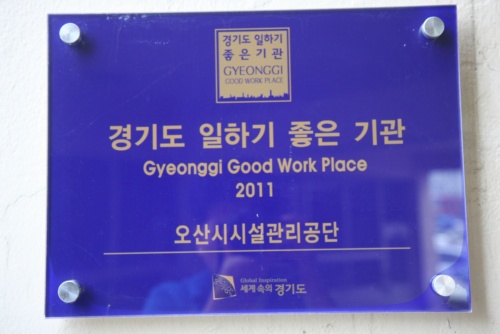 경기도 일하기
좋은 기관
GYEONGGI
GOOD WORK PLACE
경기도 일하기 좋은 기관
Gyeonggi Good Work Place
2011
오산시시설관리공단
Global Inspiration
세계 속의 경기도